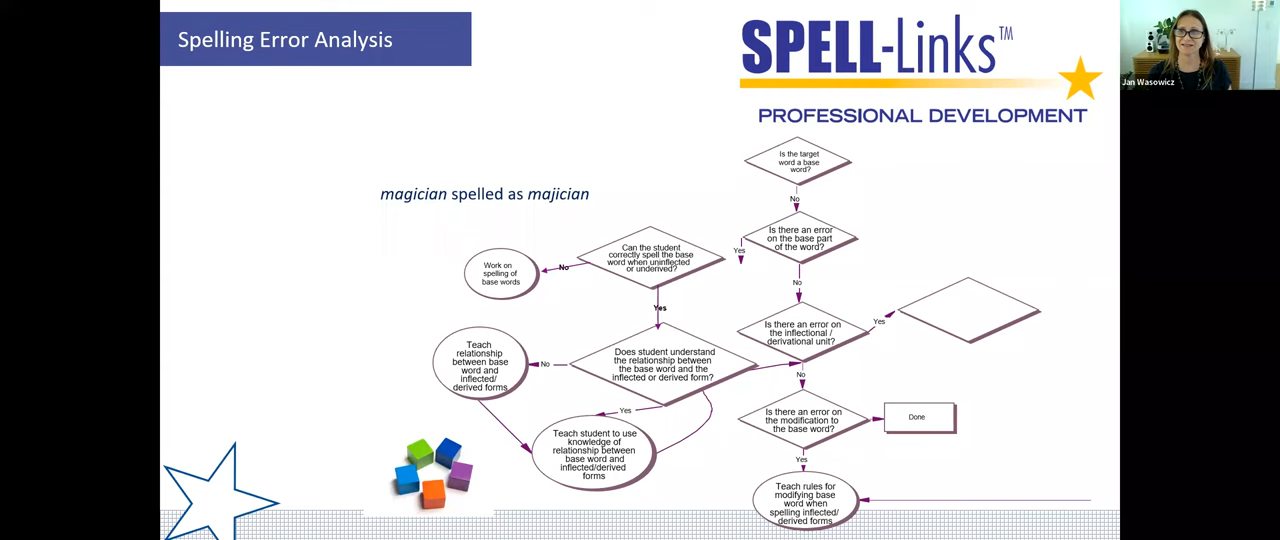 Spelling Error Analysis
SPELL-Links™
PROFESSIONAL DEVELOPMENT
Jan Wasowicz
magician spelled as majician
Is the target
word a base
word?
No
Is there an error
on the base part
of the word?
Yes
No
Can the student
correctly spell the base
word when uninflected
or underived?
No
Work on
spelling of
base words
Yes
Is there an error on
the inflectional /
derivational unit?
Yes
No
Does student understand
the relationship between
the base word and the
inflected or derived form?
No
Teach
relationship
between base
word and
inflected/
derived forms
Yes
Teach student to use
knowledge of
relationship between
base word and
inflected/derived
forms
Is there an error on
the modification to
the base word?
Done
Yes
Teach rules for
modifying base
word when
spelling inflected/
derived forms